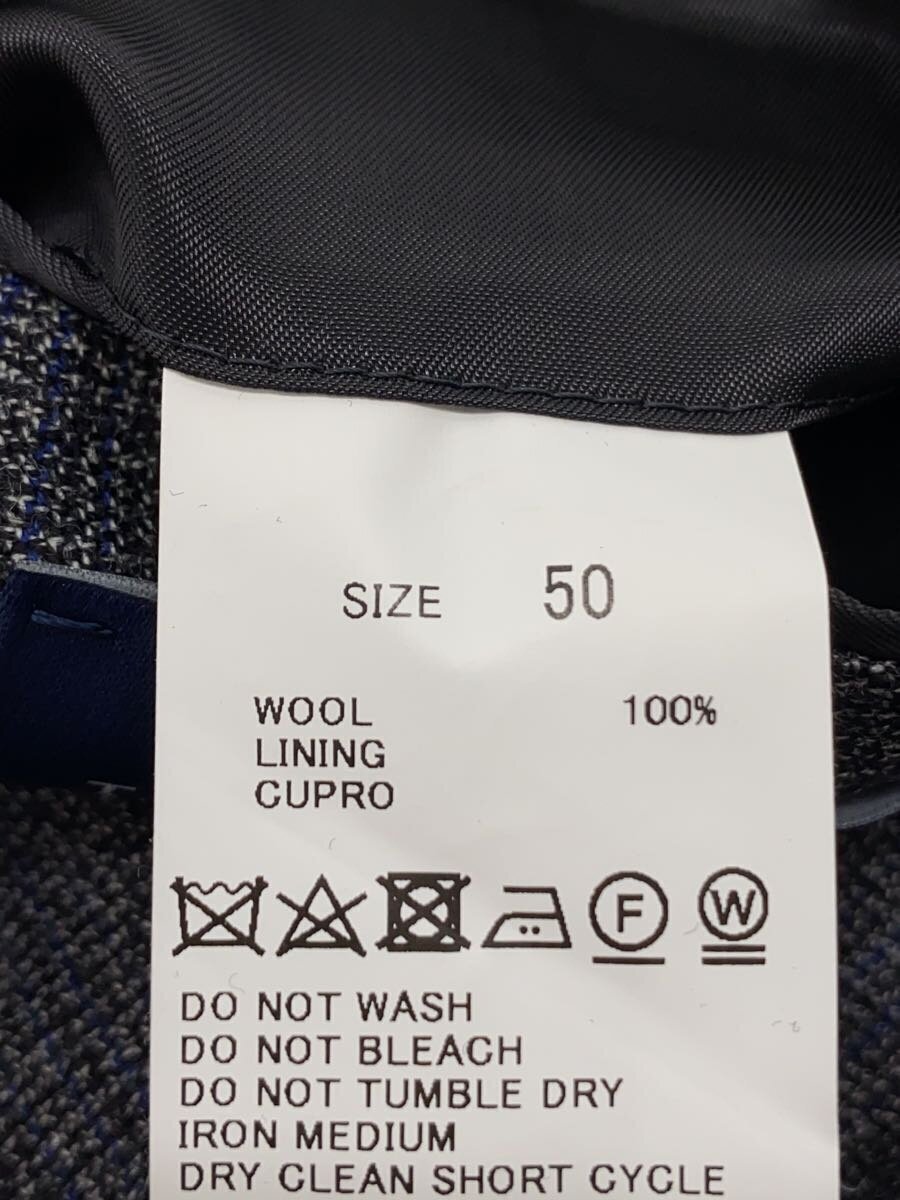 SIZE 50
WOOL 100%
LINING
CUPRO
F W
DO NOT WASH
DO NOT BLEACH
DO NOT TUMBLE DRY
IRON MEDIUM
DRY CLEAN SHORT CYCLE